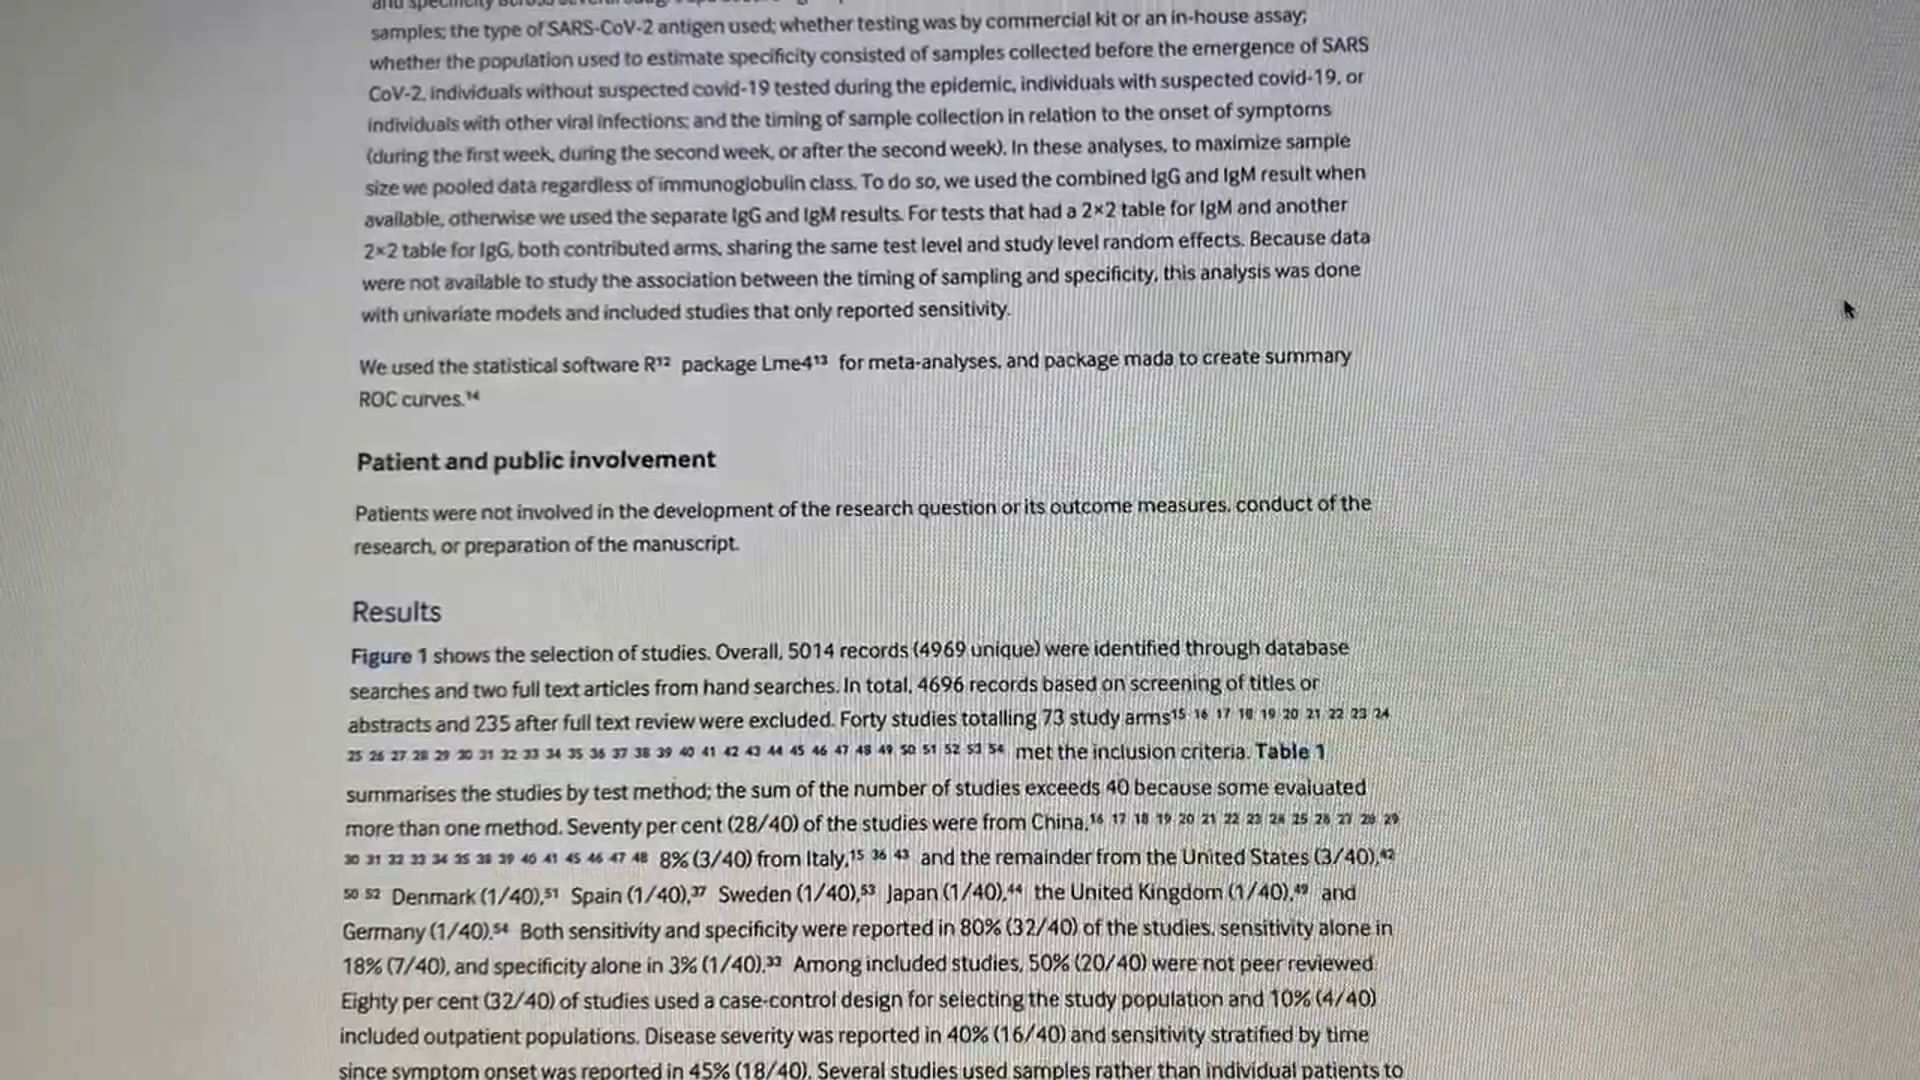 and specificity across several
samples; the type of SARS-CoV-2 antigen used; whether testing was by commercial kit or an in-house assay;
whether the population used to estimate specificity consisted of samples collected before the emergence of SARS
CoV-2, individuals without suspected covid-19 tested during the epidemic, individuals with suspected covid-19, or
individuals with other viral infections; and the timing of sample collection in relation to the onset of symptoms
(during the first week, during the second week, or after the second week). In these analyses, to maximize sample
size we pooled data regardless of immunoglobulin class. To do so, we used the combined IgG and IgM result when
available, otherwise we used the separate IgG and IgM results. For tests that had a 2×2 table for IgM and another
2×2 table for IgG, both contributed arms, sharing the same test level and study level random effects. Because data
were not available to study the association between the timing of sampling and specificity, this analysis was done
with univariate models and included studies that only reported sensitivity.
We used the statistical software R¹² package Lme4¹³ for meta-analyses, and package mada to create summary
ROC curves.¹⁴
Patient and public involvement
Patients were not involved in the development of the research question or its outcome measures, conduct of the
research, or preparation of the manuscript.
Results
Figure 1 shows the selection of studies. Overall, 5014 records (4969 unique) were identified through database
searches and two full text articles from hand searches. In total, 4696 records based on screening of titles or
abstracts and 235 after full text review were excluded. Forty studies totalling 73 study arms¹⁵ ¹⁶ ¹⁷ ¹⁸ ¹⁹ ²⁰ ²¹ ²² ²³ ²⁴
²⁵ ²⁶ ²⁷ ²⁸ ²⁹ ³⁰ ³¹ ³² ³³ ³⁴ ³⁵ ³⁶ ³⁷ ³⁸ ³⁹ ⁴⁰ ⁴¹ ⁴² ⁴³ ⁴⁴ ⁴⁵ ⁴⁶ ⁴⁷ ⁴⁸ ⁴⁹ ⁵⁰ ⁵¹ ⁵² ⁵³ ⁵⁴ met the inclusion criteria. Table 1
summarises the studies by test method; the sum of the number of studies exceeds 40 because some evaluated
more than one method. Seventy per cent (28/40) of the studies were from China,¹⁶ ¹⁷ ¹⁸ ¹⁹ ²⁰ ²¹ ²² ²³ ²⁴ ²⁵ ²⁶ ²⁷ ²⁸ ²⁹
³⁰ ³¹ ³² ³³ ³⁴ ³⁵ ³⁸ ³⁹ ⁴⁰ ⁴¹ ⁴⁵ ⁴⁶ ⁴⁷ ⁴⁸ 8% (3/40) from Italy,¹⁵ ³⁶ ⁴³ and the remainder from the United States (3/40),⁴²
⁵⁰ ⁵² Denmark (1/40),⁵¹ Spain (1/40),³⁷ Sweden (1/40),⁵³ Japan (1/40),⁴⁴ the United Kingdom (1/40),⁴⁹ and
Germany (1/40).⁵⁴ Both sensitivity and specificity were reported in 80% (32/40) of the studies, sensitivity alone in
18% (7/40), and specificity alone in 3% (1/40).³³ Among included studies, 50% (20/40) were not peer reviewed.
Eighty per cent (32/40) of studies used a case-control design for selecting the study population and 10% (4/40)
included outpatient populations. Disease severity was reported in 40% (16/40) and sensitivity stratified by time
since symptom onset was reported in 45% (18/40). Several studies used samples rather than individual patients to